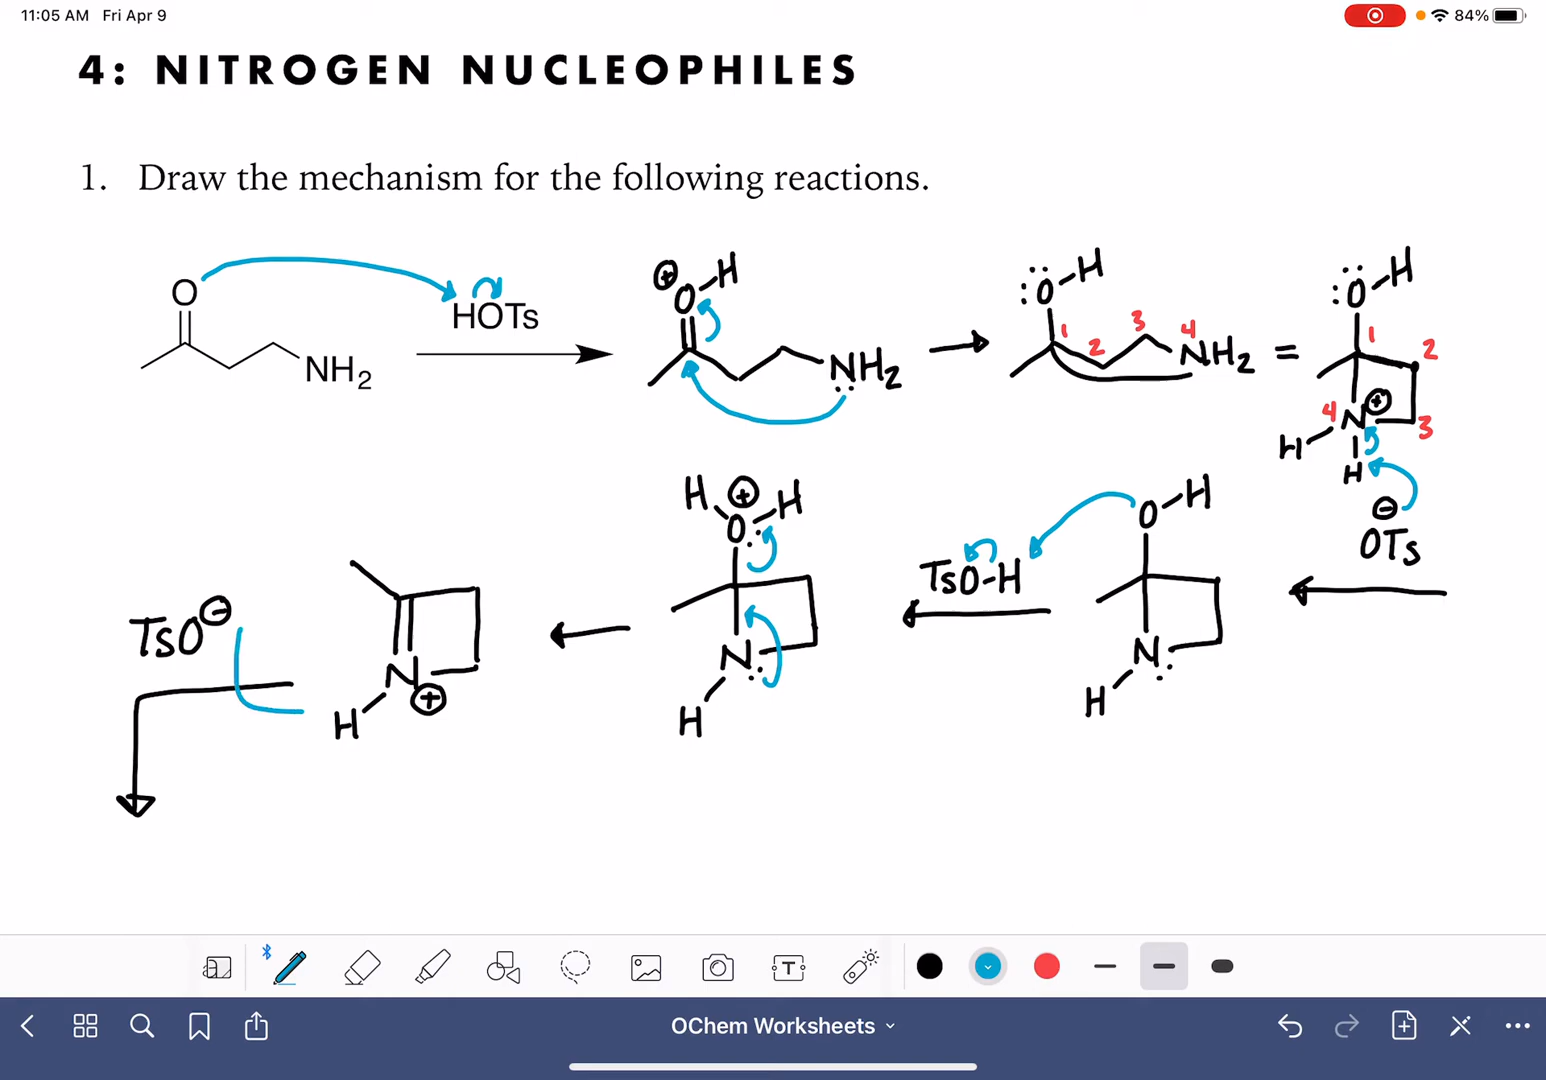 11:05 AM Fri Apr 9
84%
4: NITROGEN NUCLEOPHILES
1. Draw the mechanism for the following reactions.
O
HOTs
NH2
⊕
O-H
NH2
:Ö-H
1
2
3
4
NH2
=
:Ö-H
1
2
3
4
N⊕
H
H
⊖
OTs
H ⊕ H
O:
N:
H
TsO-H
O-H
N:
H
TsO⊖
N
⊕
H
T
OChem Worksheets